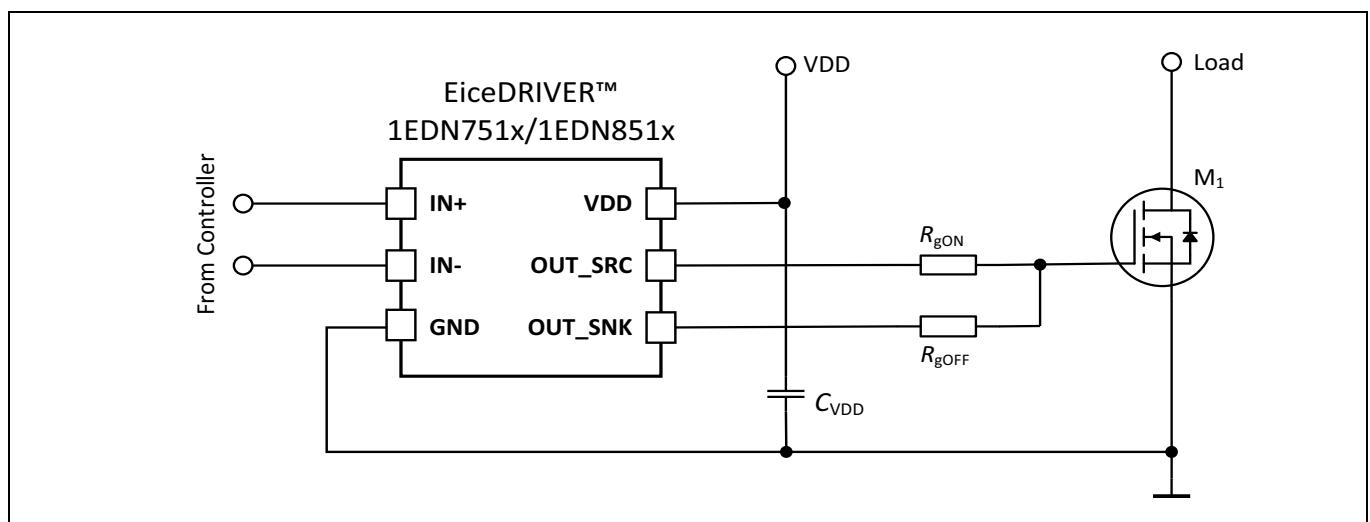 EiceDRIVER™
1EDN751x/1EDN851x
From Controller
IN+
IN-
GND
VDD
OUT_SRC
OUT_SNK
VDD
CVDD
RgON
RgOFF
Load
M1